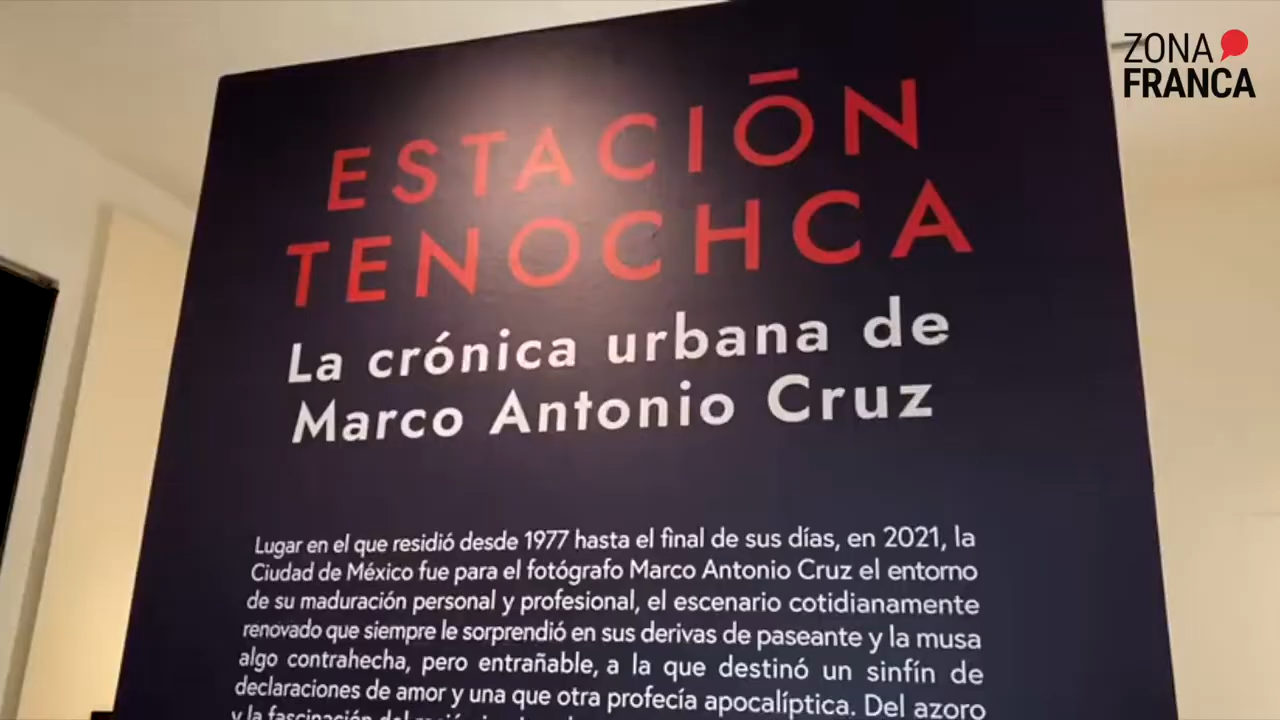 ZONA
FRANCA
ESTACIÓN
TENOCHCA
La crónica urbana de
Marco Antonio Cruz
Lugar en el que residió desde 1977 hasta el final de sus días, en 2021, la
Ciudad de México fue para el fotógrafo Marco Antonio Cruz el entorno
de su maduración personal y profesional, el escenario cotidianamente
renovado que siempre le sorprendió en sus derivas de paseante y la musa
algo contrahecha, pero entrañable, a la que destinó un sinfín de
declaraciones de amor y una que otra profecía apocalíptica. Del azoro
y la fascinación del